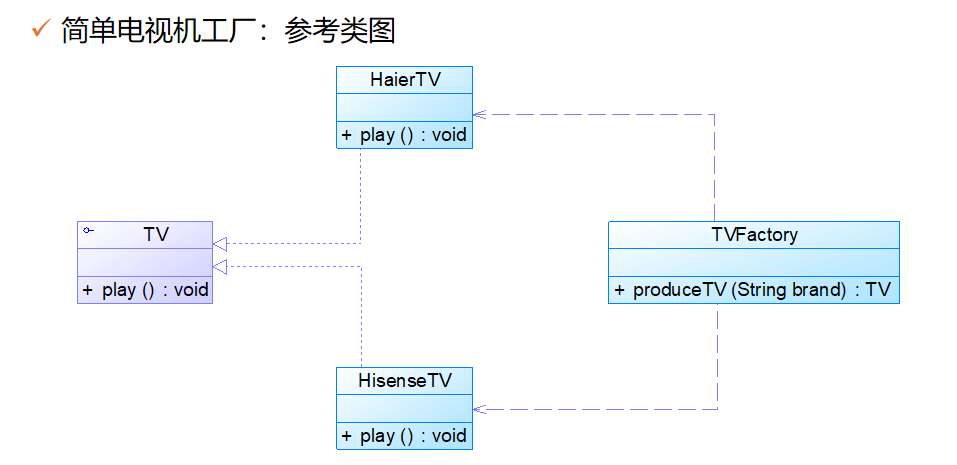 简单电视机工厂：参考类图
HaierTV
+ play () : void
TV
+ play () : void
TVFactory
+ produceTV (String brand) : TV
HisenseTV
+ play () : void